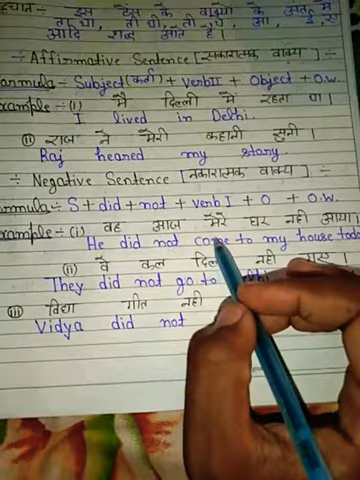 पहचान÷ इस टेंस के वाक्यों के अन्त में
ता था, ती थी, ते थे, आ, ई, ए
आदि शब्द आते हैं।
÷ Affirmative Sentence [सकारात्मक वाक्य] ÷
Formula÷ Subject(कर्ता) + verbII + Object + O.W.
Example÷ (i) मैं दिल्ली में रहता था।
I lived in Delhi.
(ii) राज ने मेरी कहानी सुनी।
Raj heared my story.
÷ Negative Sentence [नकारात्मक वाक्य] ÷
Formula÷ S + did + not + verb I + O + O.W.
Example÷ (i) वह आज मेरे घर नहीं आया।
He did not come to my house toda
(ii) वे कल दिल्ली नहीं गए।
They did not go to
(iii) विद्या गीत नही
Vidya did not